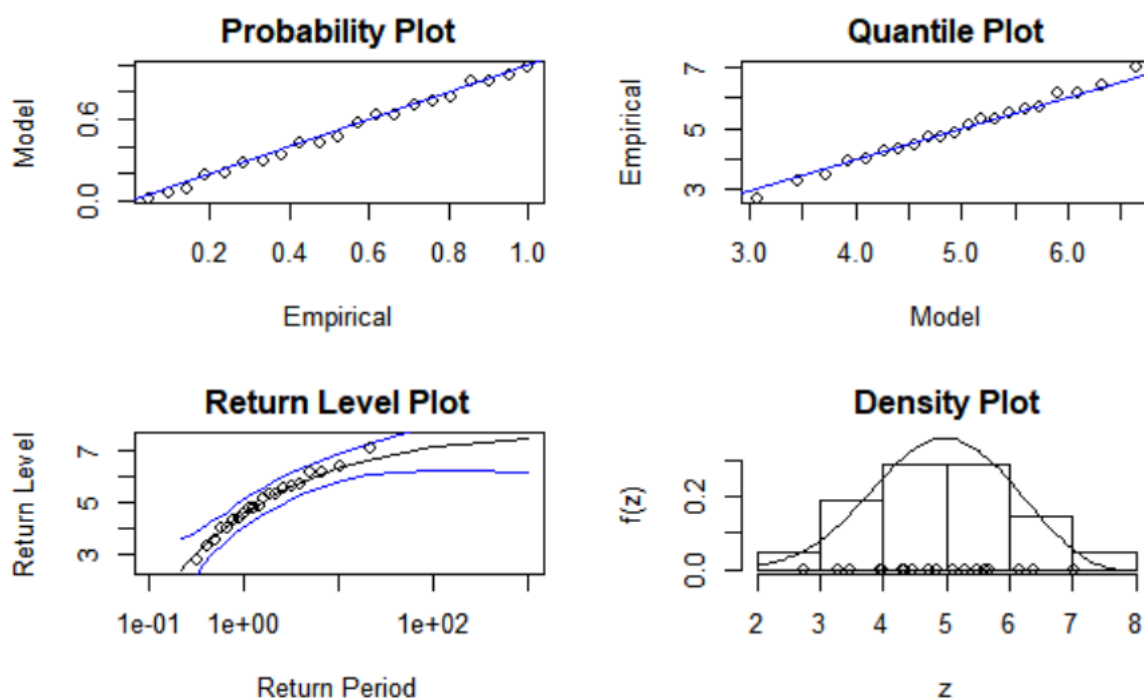 Probability Plot
Model
0.0 0.6
0.2 0.4 0.6 0.8 1.0
Empirical
Quantile Plot
Empirical
3 5 7
3.0 4.0 5.0 6.0
Model
Return Level Plot
Return Level
3 5 7
1e-01 1e+00 1e+02
Return Period
Density Plot
f(z)
0.0 0.2
2 3 4 5 6 7 8
z